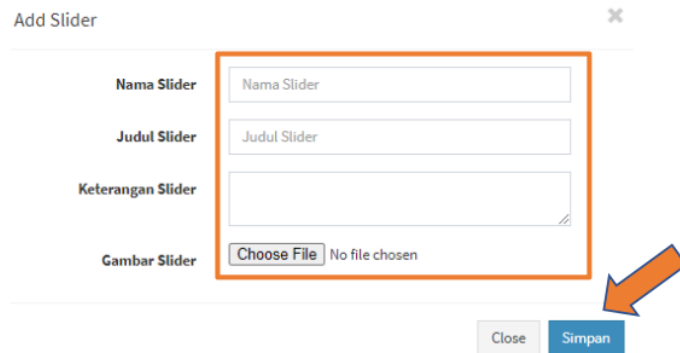 Add Slider
Nama Slider Nama Slider
Judul Slider Judul Slider
Keterangan Slider
Gambar Slider Choose File No file chosen
Close Simpan